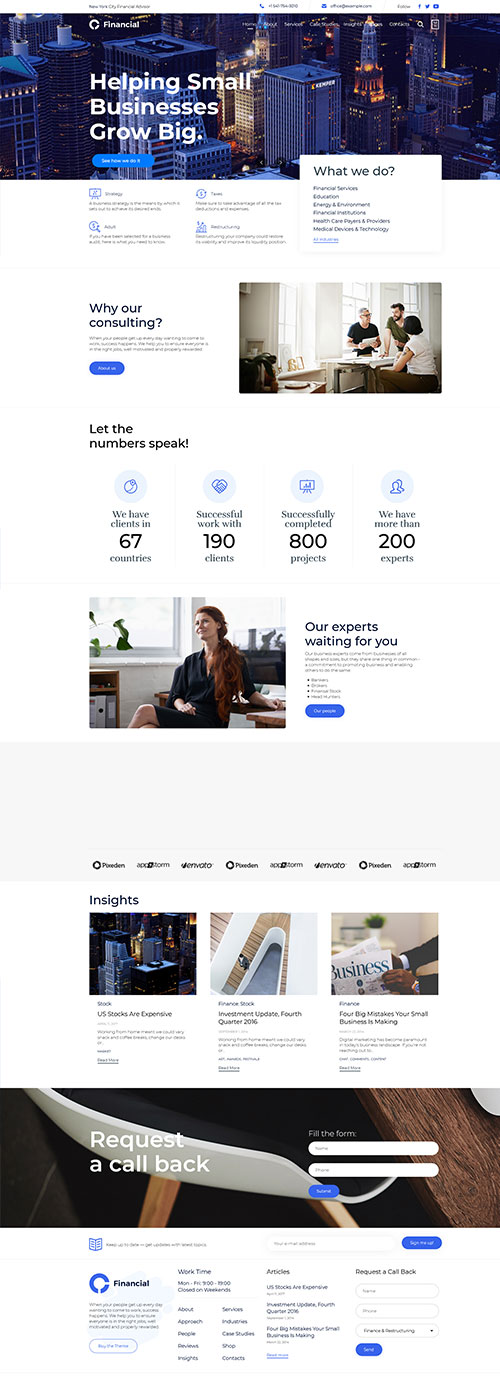 New York City Financial Advisor
+1 541-754-3010
office@example.com
Follow
Financial
Home About Services Case Studies Insights Pages Contacts
KEMPER
Helping Small
Businesses
Grow Big.
See how we do it
What we do?
Financial Services
Education
Energy & Environment
Financial Institutions
Health Care Payers & Providers
Medical Devices & Technology
All industries
Strategy
A business strategy is the means by which it
sets out to achieve its desired ends.
Taxes
Make sure to take advantage of all the tax
deductions and expenses.
Audit
If you have been selected for a business
audit, here is what you need to know.
Restructuring
Restructuring your company could restore
its viability and improve its liquidity position.
Why our
consulting?
When your people get up every day wanting to come to
work, success happens. We help you to ensure everyone is
in the right jobs, well motivated and properly rewarded.
About us
Let the
numbers speak!
We have
clients in
67
countries
Successful
work with
190
clients
Successfully
completed
800
projects
We have
more than
200
experts
Our experts
waiting for you
Our business experts come from businesses of all
shapes and sizes, but they share one thing in common –
a commitment to promoting business and enabling
others to do the same:
Bankers
Brokers
Financial Stock
Head Hunters
Our people
Pixeden appstorm envato Pixeden appstorm envato Pixeden appstorm
Insights
Stock
US Stocks Are Expensive
Working from home meant we could vary
snack and coffee breaks, change our desks
or...
MARKET
Read More
Finance, Stock
Investment Update, Fourth
Quarter 2016
SEPTEMBER 1, 2016
Working from home meant we could vary
snack and coffee breaks, change our desks
or...
ART, AWARDS, FESTIVALS
Read More
Business
Finance
Four Big Mistakes Your Small
Business Is Making
Digital marketing has become paramount
in today's business landscape. If you're not
reaching out to...
CHAT, COMMENTS, CONTENT
Read More
Request
a call back
Fill the form:
Name
Phone
Submit
Keep up to date — get updates with latest topics
Your e-mail address
Sign me up!
Financial
When your people get up every day
wanting to come to work, success
happens. We help you to ensure
everyone is in the right jobs, well
motivated and properly rewarded.
Buy the Theme
Work Time
Mon - Fri: 9:00 - 19:00
Closed on Weekends
About
Approach
People
Reviews
Insights
Services
Industries
Case Studies
Shop
Contacts
Articles
US Stocks Are Expensive
Investment Update, Fourth
Quarter 2016
September 1, 2016
Four Big Mistakes Your Small
Business Is Making
Read more
Request a Call Back
Name
Phone
Finance & Restructuring
Send